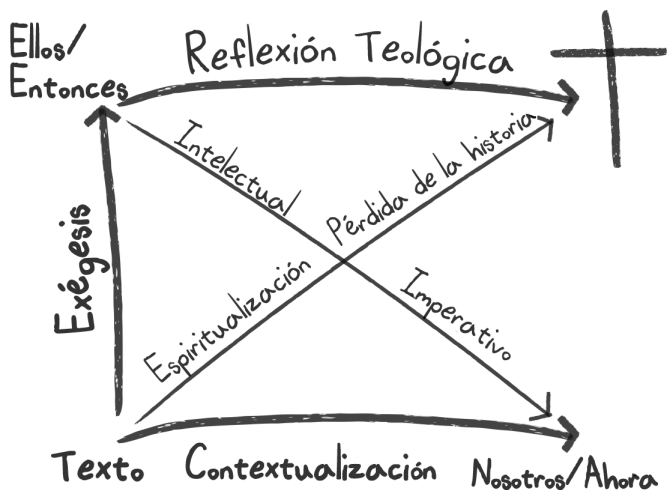 Ellos/
Entonces
Reflexión Teológica
Intelectual
Pérdida de la historia
Exégesis
Espiritualización
Imperativo
Texto
Contextualización
Nosotros/Ahora